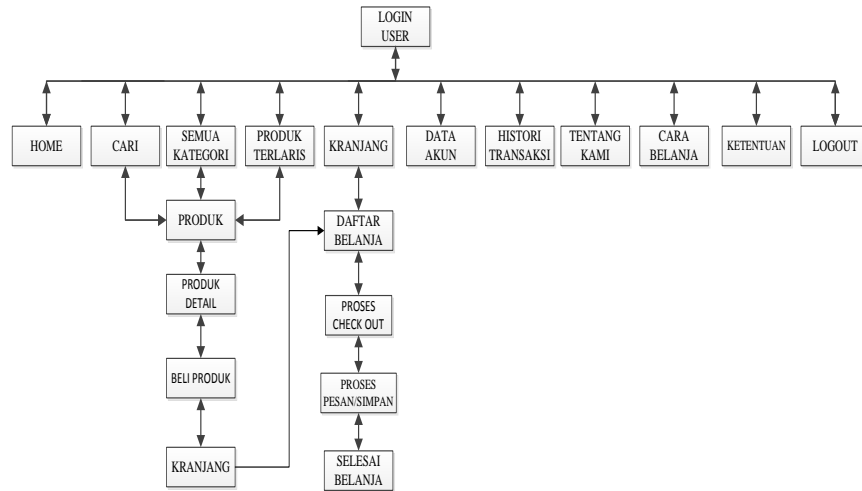 LOGIN
USER
HOME
CARI
SEMUA
KATEGORI
PRODUK
TERLARIS
KRANJANG
DATA
AKUN
HISTORI
TRANSAKSI
TENTANG
KAMI
CARA
BELANJA
KETENTUAN
LOGOUT
PRODUK
DAFTAR
BELANJA
PRODUK
DETAIL
PROSES
CHECK OUT
BELI PRODUK
PROSES
PESAN/SIMPAN
KRANJANG
SELESAI
BELANJA